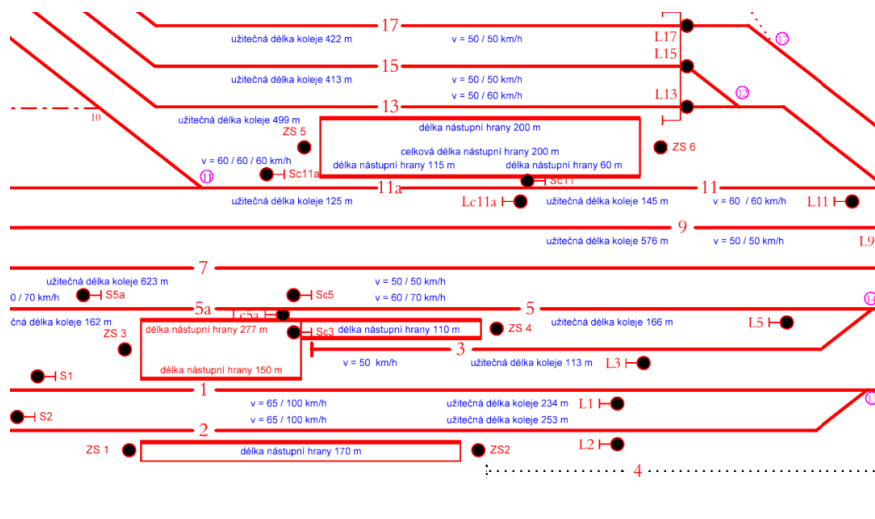 17
užitečná délka koleje 422 m v = 50 / 50 km/h
L17
17
L15
15
užitečná délka koleje 413 m v = 50 / 50 km/h
12
v = 50 / 60 km/h
L13
13
10
užitečná délka koleje 499 m
délka nástupní hrany 200 m
ZS 5
celková délka nástupní hrany 200 m
ZS 6
v = 60 / 60 / 60 km/h
délka nástupní hrany 115 m délka nástupní hrany 60 m
11 Sc11a Sc11
11a 11
užitečná délka koleje 125 m Lc11a užitečná délka koleje 145 m v = 60 / 60 km/h L11
9
užitečná délka koleje 576 m v = 50 / 50 km/h L9
7
užitečná délka koleje 623 m v = 50 / 50 km/h
0 / 70 km/h S5a Sc5 v = 60 / 70 km/h
14
5a 5
Lc5a
čná délka koleje 162 m užitečná délka koleje 166 m L5
ZS 3 délka nástupní hrany 277 m Sc3 délka nástupní hrany 110 m ZS 4
3
v = 50 km/h užitečná délka koleje 113 m L3
délka nástupní hrany 150 m
S1
1
v = 65 / 100 km/h užitečná délka koleje 234 m L1
S2 v = 65 / 100 km/h užitečná délka koleje 253 m
2
L2
ZS 1 délka nástupní hrany 170 m ZS2
4